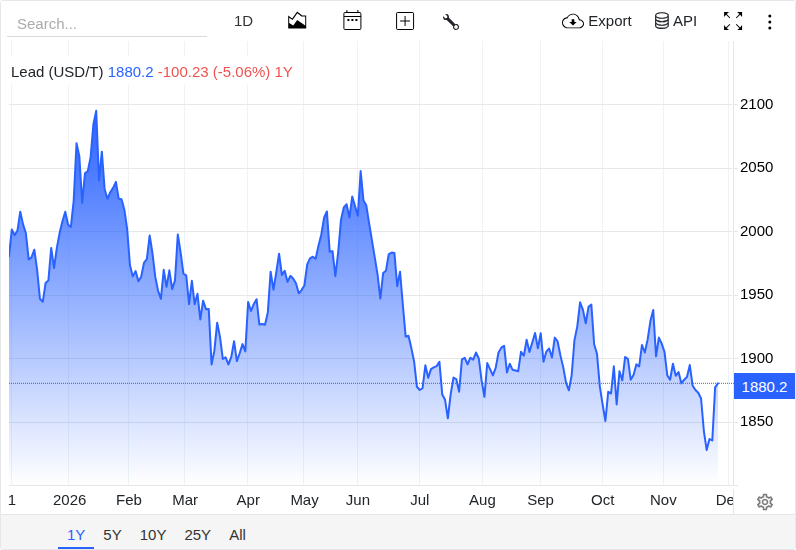 Search... 1D Export API
Lead (USD/T) 1880.2 -100.23 (-5.06%) 1Y
2100
2050
2000
1950
1900
1880.2
1850
1 2026 Feb Mar Apr May Jun Jul Aug Sep Oct Nov De
1Y 5Y 10Y 25Y All